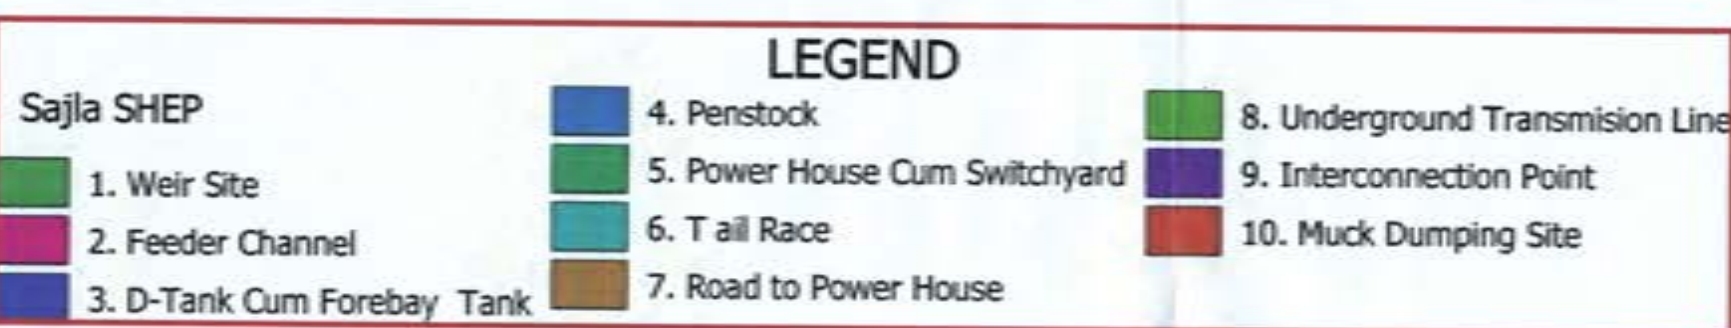 LEGEND
Sajla SHEP
1. Weir Site
2. Feeder Channel
3. D-Tank Cum Forebay Tank
4. Penstock
5. Power House Cum Switchyard
6. T ail Race
7. Road to Power House
8. Underground Transmision Line
9. Interconnection Point
10. Muck Dumping Site